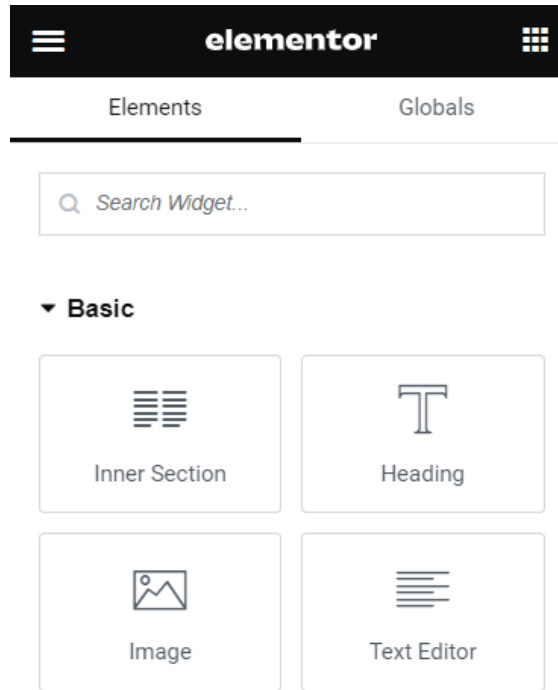 elementor
Elements Globals
Search Widget...
Basic
Inner Section Heading
Image Text Editor